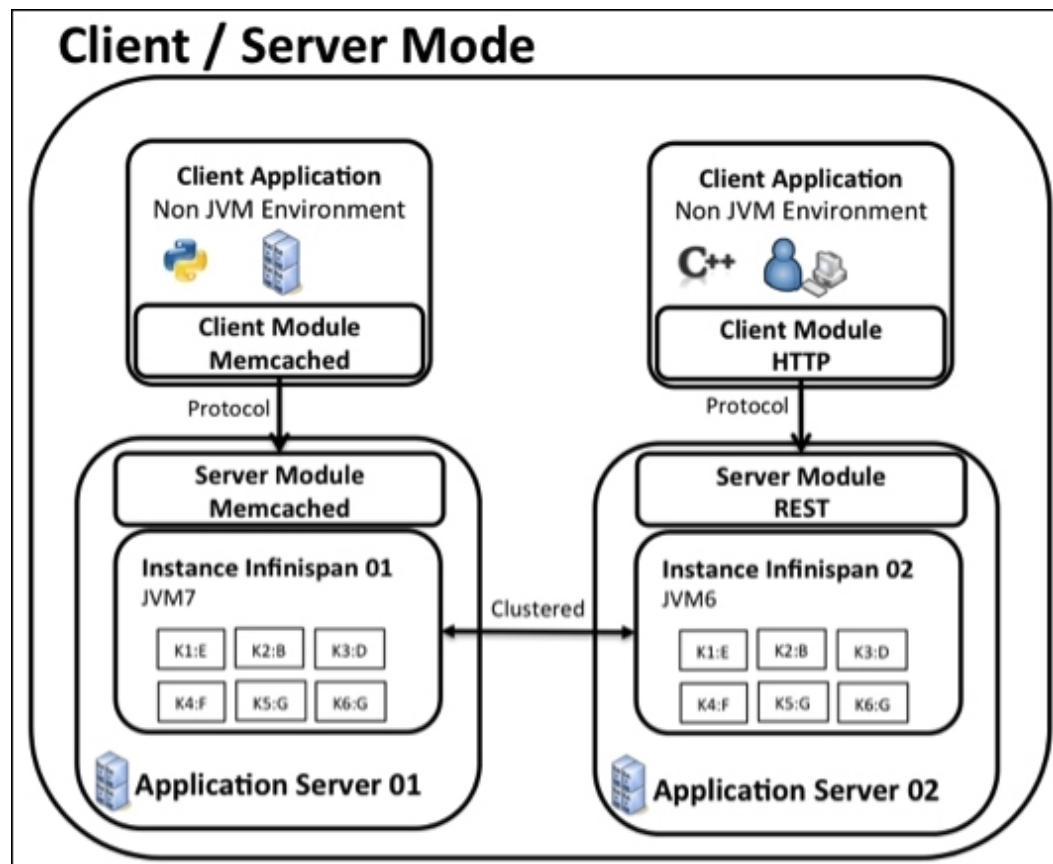 Client / Server Mode
Client Application
Non JVM Environment
Client Module
Memcached
Protocol
Server Module
Memcached
Instance Infinispan 01
JVM7
K1:E K2:B K3:D
K4:F K5:G K6:G
Application Server 01
Clustered
Client Application
Non JVM Environment
C++
Client Module
HTTP
Protocol
Server Module
REST
Instance Infinispan 02
JVM6
K1:E K2:B K3:D
K4:F K5:G K6:G
Application Server 02